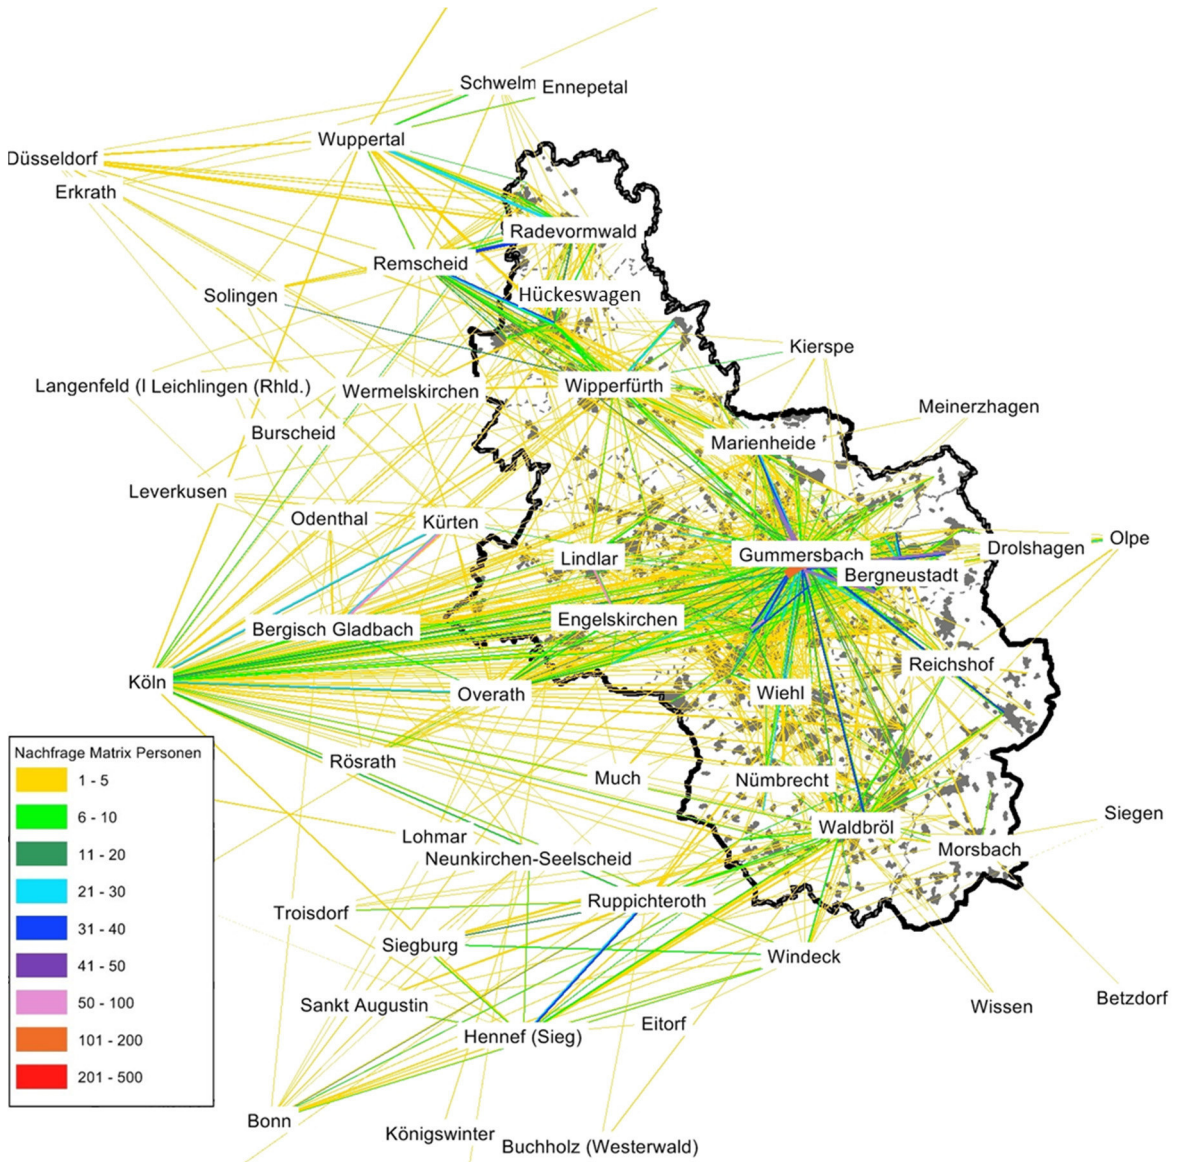 Schwelm Ennepetal
Wuppertal
Düsseldorf
Erkrath
Radevormwald
Remscheid
Solingen
Hückeswagen
Kierspe
Langenfeld (l Leichlingen (Rhld.)
Wermelskirchen
Wipperfürth
Meinerzhagen
Burscheid
Marienheide
Leverkusen
Odenthal
Kürten
Lindlar
Gummersbach
Drolshagen
Olpe
Bergneustadt
Bergisch Gladbach
Engelskirchen
Reichshof
Köln
Overath
Wiehl
Rösrath
Much
Nümbrecht
Waldbröl
Siegen
Lohmar
Morsbach
Neunkirchen-Seelscheid
Ruppichteroth
Troisdorf
Siegburg
Windeck
Sankt Augustin
Wissen
Betzdorf
Eitorf
Hennef (Sieg)
Bonn
Königswinter
Buchholz (Westerwald)
Nachfrage Matrix Personen
1 - 5
6 - 10
11 - 20
21 - 30
31 - 40
41 - 50
50 - 100
101 - 200
201 - 500